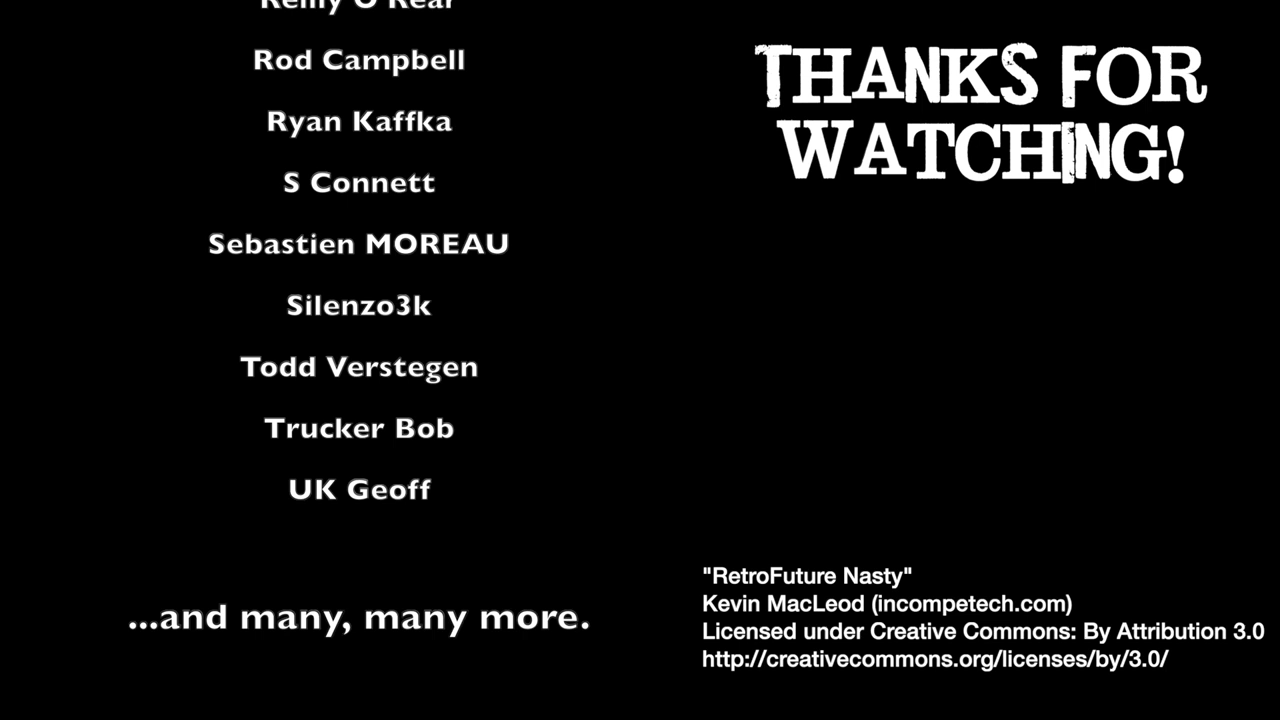 Rod Campbell
Ryan Kaffka
S Connett
Sebastien MOREAU
Silenzo3k
Todd Verstegen
Trucker Bob
UK Geoff
...and many, many more.
THANKS FOR
WATCHING!
"RetroFuture Nasty"
Kevin MacLeod (incompetech.com)
Licensed under Creative Commons: By Attribution 3.0
http://creativecommons.org/licenses/by/3.0/